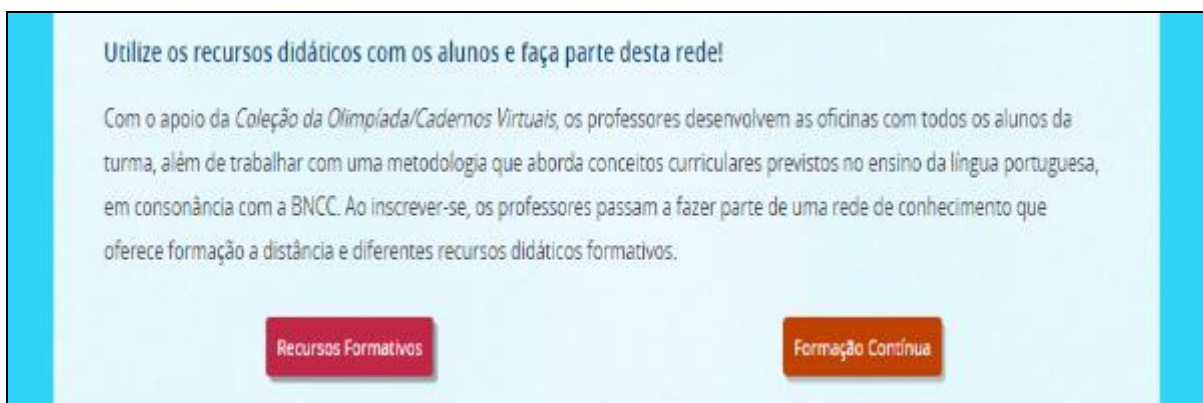 Utilize os recursos didáticos com os alunos e faça parte desta rede!
Com o apoio da Coleção da Olimpíada/Cadernos Virtuais, os professores desenvolvem as oficinas com todos os alunos da
turma, além de trabalhar com uma metodologia que aborda conceitos curriculares previstos no ensino da língua portuguesa,
em consonância com a BNCC. Ao inscrever-se, os professores passam a fazer parte de uma rede de conhecimento que
oferece formação a distância e diferentes recursos didáticos formativos.
Recursos Formativos
Formação Contínua